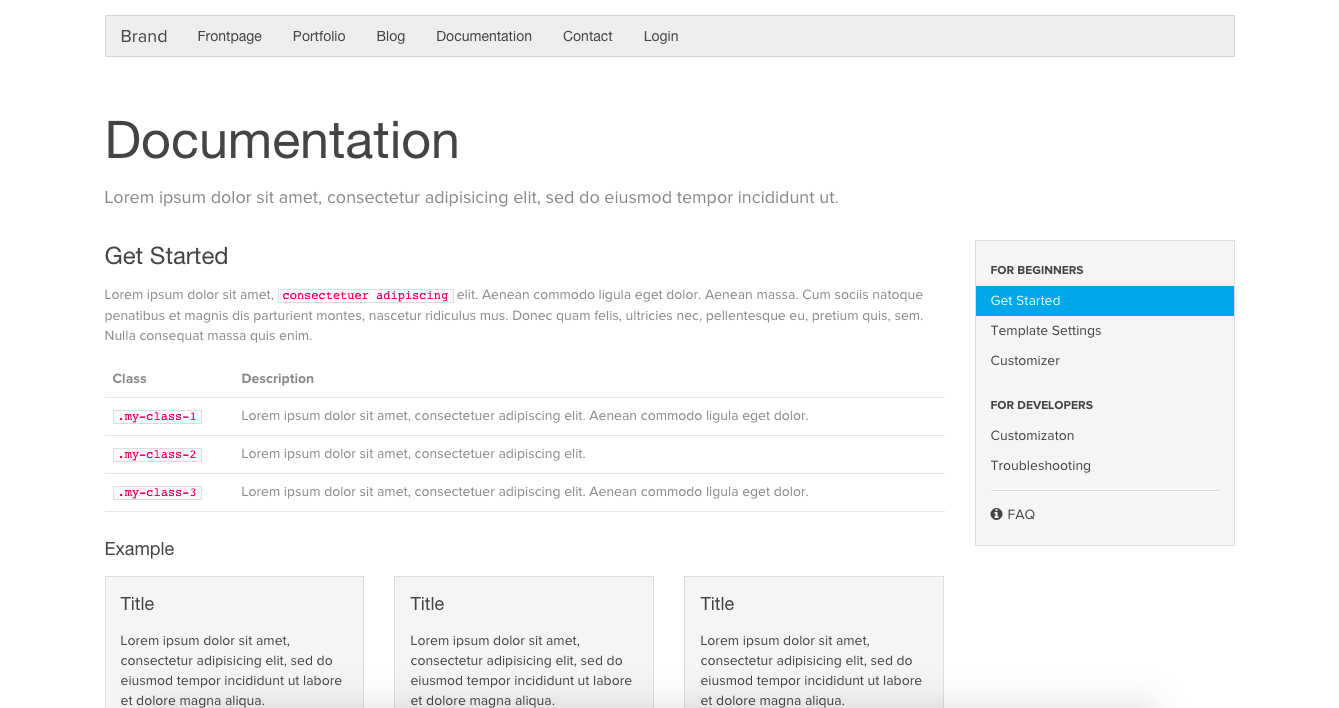 Brand Frontpage Portfolio Blog Documentation Contact Login
Documentation
Lorem ipsum dolor sit amet, consectetur adipisicing elit, sed do eiusmod tempor incididunt ut.
Get Started
Lorem ipsum dolor sit amet, consectetuer adipiscing elit. Aenean commodo ligula eget dolor. Aenean massa. Cum sociis natoque
penatibus et magnis dis parturient montes, nascetur ridiculus mus. Donec quam felis, ultricies nec, pellentesque eu, pretium quis, sem.
Nulla consequat massa quis enim.
Class Description
.my-class-1 Lorem ipsum dolor sit amet, consectetuer adipiscing elit. Aenean commodo ligula eget dolor.
.my-class-2 Lorem ipsum dolor sit amet, consectetuer adipiscing elit.
.my-class-3 Lorem ipsum dolor sit amet, consectetuer adipiscing elit. Aenean commodo ligula eget dolor.
Example
Title
Lorem ipsum dolor sit amet,
consectetur adipisicing elit, sed do
eiusmod tempor incididunt ut labore
et dolore magna aliqua.
Title
Lorem ipsum dolor sit amet,
consectetur adipisicing elit, sed do
eiusmod tempor incididunt ut labore
et dolore magna aliqua.
Title
Lorem ipsum dolor sit amet,
consectetur adipisicing elit, sed do
eiusmod tempor incididunt ut labore
et dolore magna aliqua.
FOR BEGINNERS
Get Started
Template Settings
Customizer
FOR DEVELOPERS
Customizaton
Troubleshooting
FAQ